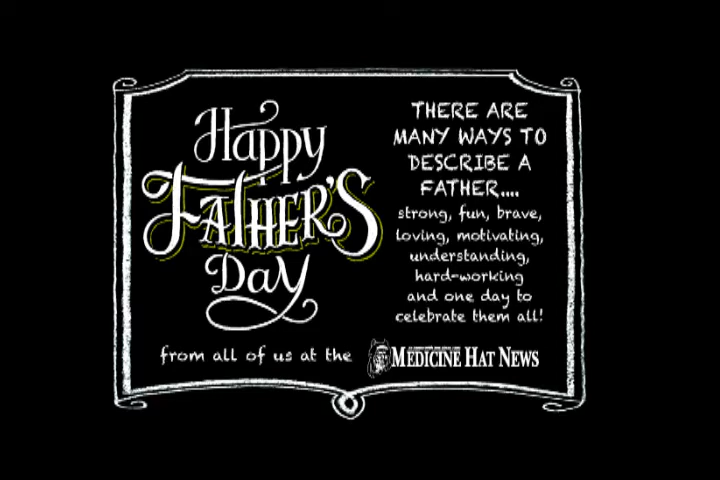 Happy
FATHER'S
DAY
THERE ARE
MANY WAYS TO
DESCRIBE A
FATHER....
strong, fun, brave,
loving, motivating,
understanding,
hard-working
and one day to
celebrate them all!
from all of us at the
MEDICINE HAT NEWS